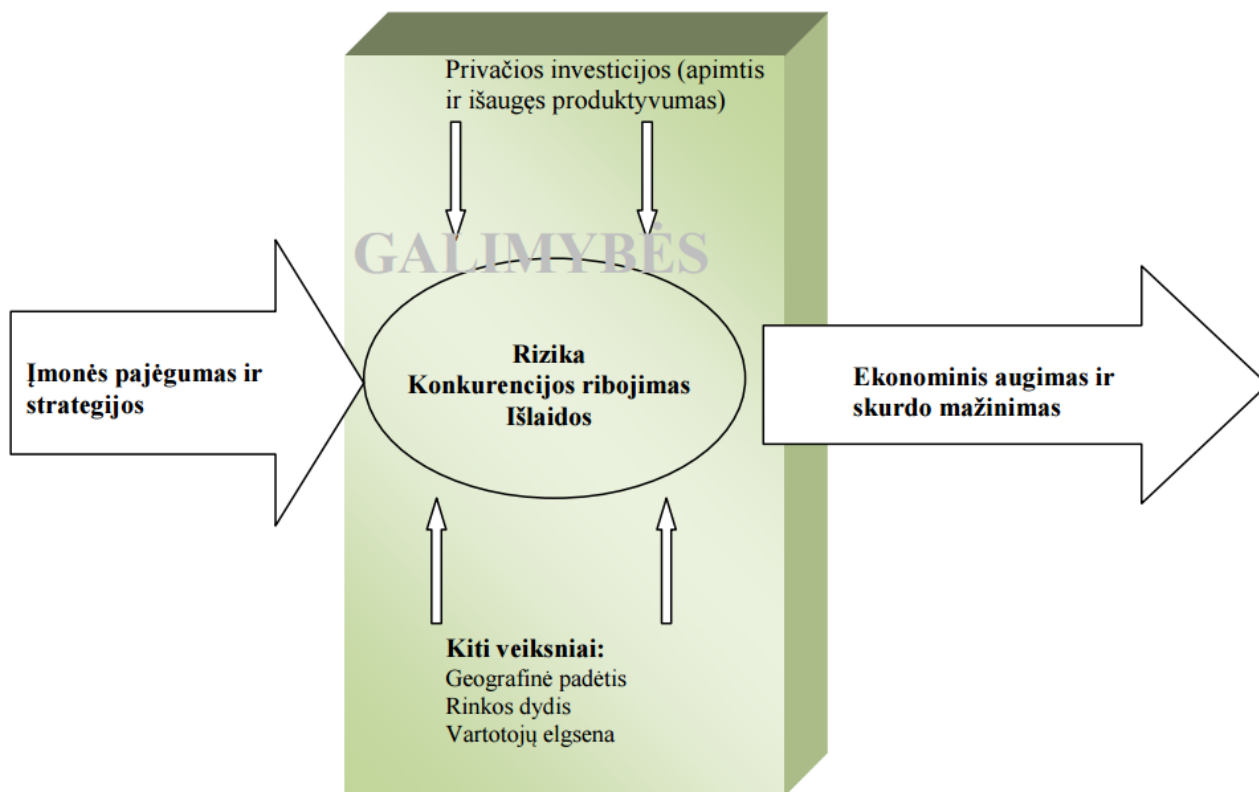 Privačios investicijos (apimtis
ir išaugęs produktyvumas)
GALIMYBĖS
Įmonės pajėgumas ir
strategijos
Rizika
Konkurencijos ribojimas
Išlaidos
Ekonominis augimas ir
skurdo mažinimas
Kiti veiksniai:
Geografinė padėtis
Rinkos dydis
Vartotojų elgsena